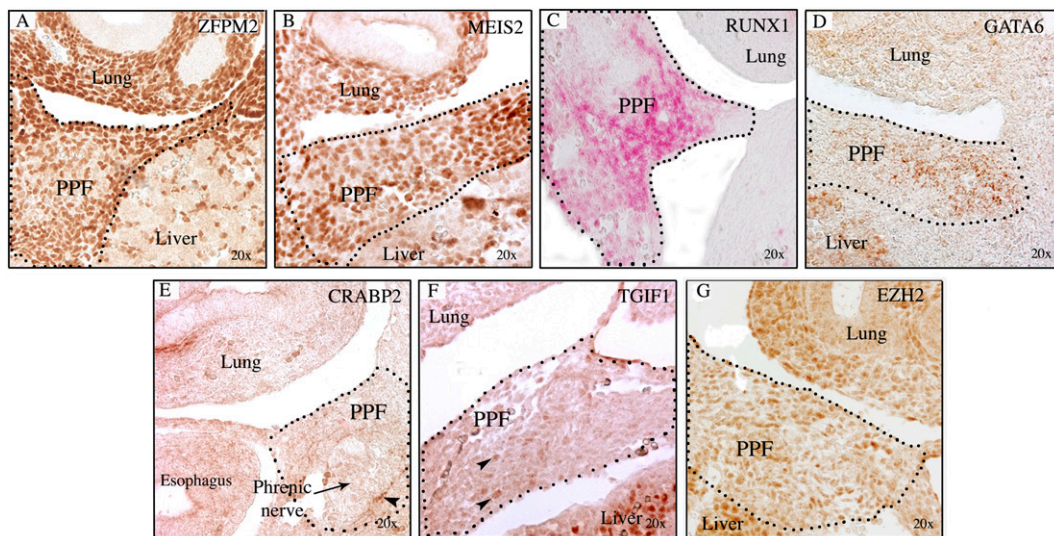 A
ZFPM2
Lung
PPF
Liver
20x
B
MEIS2
Lung
PPF
Liver
20x
C
RUNX1
Lung
PPF
20x
D
GATA6
Lung
PPF
Liver
20x
E
CRABP2
Lung
PPF
Esophagus
Phrenic
nerve
20x
F
TGIF1
Lung
PPF
Liver
20x
G
EZH2
Lung
PPF
Liver
20x